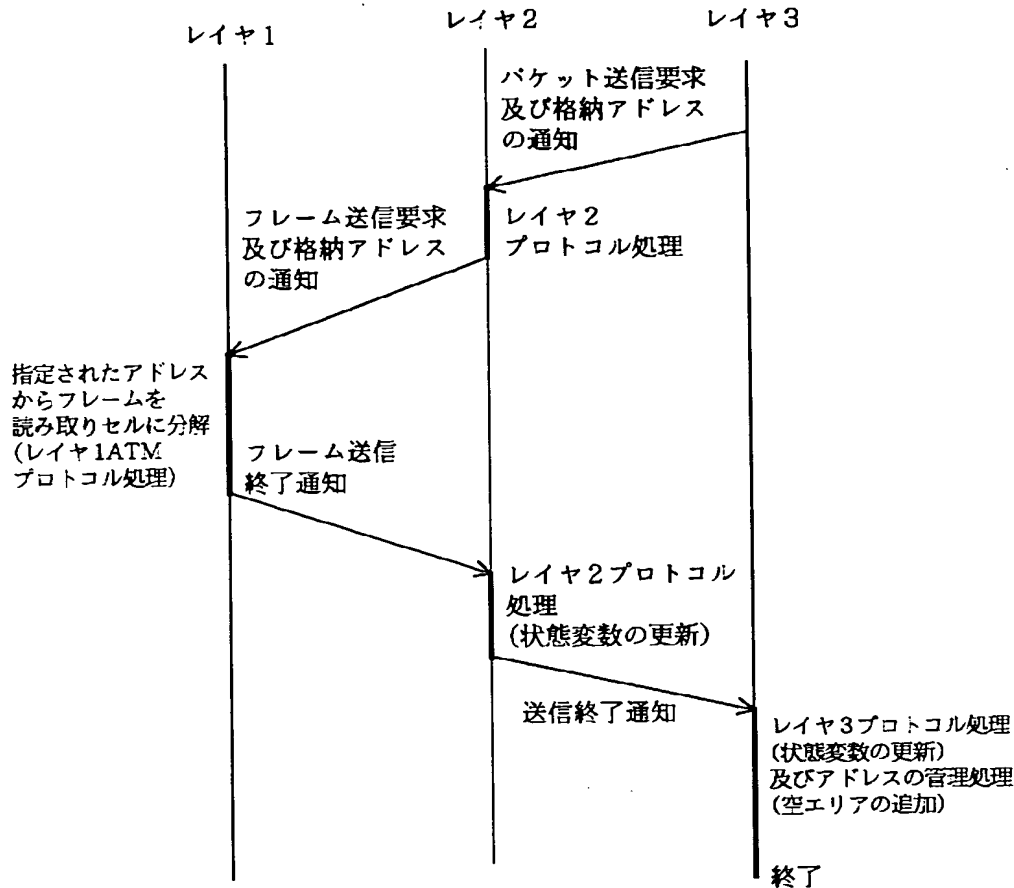 レイヤ1
レイヤ2
レイヤ3
パケット送信要求
及び格納アドレス
の通知
フレーム送信要求
及び格納アドレス
の通知
レイヤ2
プロトコル処理
指定されたアドレス
からフレームを
読み取りセルに分解
(レイヤ1ATM
プロトコル処理)
フレーム送信
終了通知
レイヤ2プロトコル
処理
(状態変数の更新)
送信終了通知
レイヤ3プロトコル処理
(状態変数の更新)
及びアドレスの管理処理
(空エリアの追加)
終了